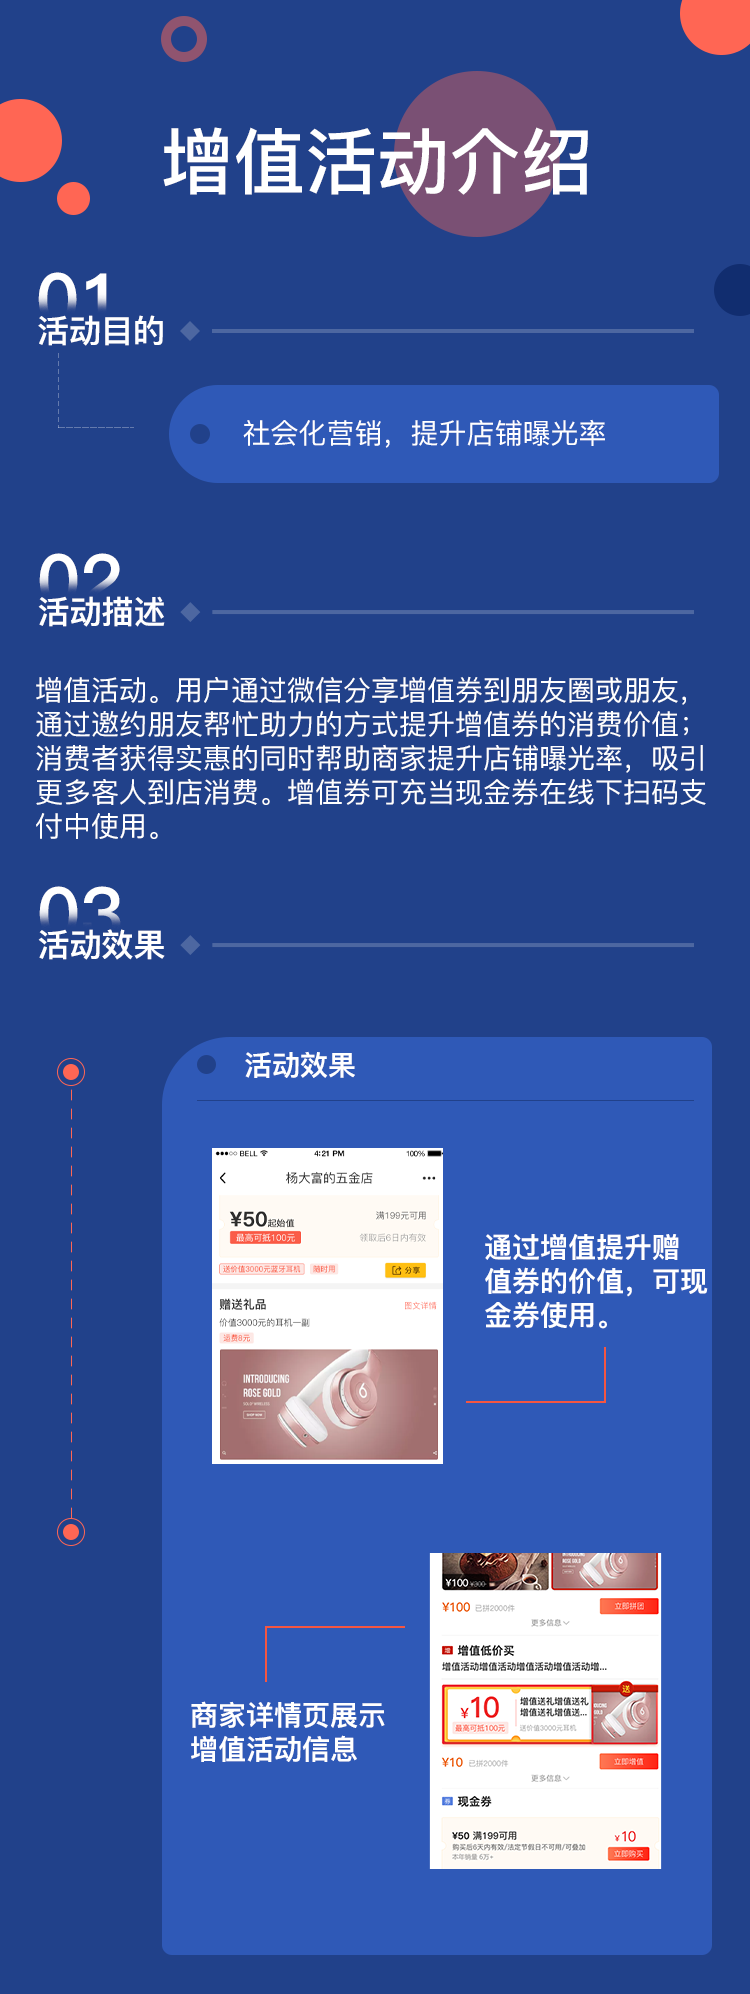 增值活动介绍
01
活动目的
社会化营销，提升店铺曝光率
02
活动描述
增值活动。用户通过微信分享增值券到朋友圈或朋友，
通过邀约朋友帮忙助力的方式提升增值券的消费价值；
消费者获得实惠的同时帮助商家提升店铺曝光率，吸引
更多客人到店消费。增值券可充当现金券在线下扫码支
付中使用。
03
活动效果
活动效果
BELL 4:21 PM 100%
杨大富的五金店
¥50起始值 满199元可用
最高可抵100元 领取后6日内有效
送价值3000元蓝牙耳机 随时用 分享
赠送礼品 图文详情
价值3000元的耳机一副
运费8元
INTRODUCING
ROSE GOLD
通过增值提升赠
值券的价值，可现
金券使用。
¥100 ¥300
¥100 已拼2000件 立即拼团
更多信息
增 增值低价买
增值活动增值活动增值活动增值活动增...
送
¥10 增值送礼增值送礼
增值送礼增值送...
最高可抵100元 送价值3000元耳机
¥10 已拼2000件 立即增值
更多信息
券 现金券
¥50 满199可用 ¥10
购买后6天内有效/法定节假日不可用/可叠加
本年销量 6万+ 立即购买
商家详情页展示
增值活动信息